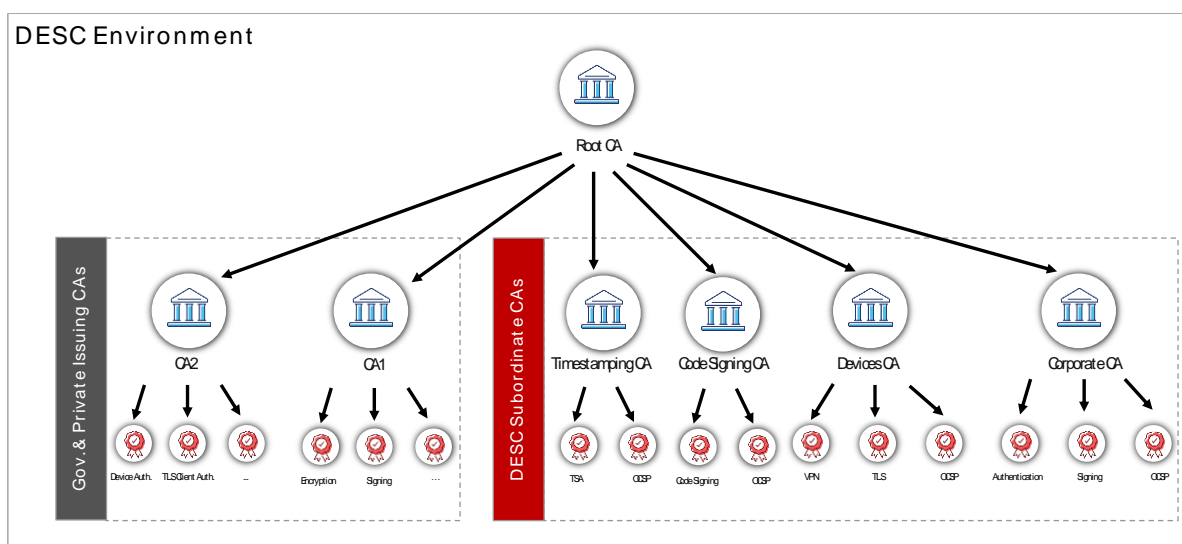 DESC Environment
Root CA
Gov. & Private Issuing CAs
CA2
CA1
Device Auth.
TLS Client Auth.
...
Encryption
Signing
...
DESC Subordinate CAs
Timestamping CA
Code Signing CA
Devices CA
Corporate CA
TSA
OCSP
Code Signing
OCSP
VPN
TLS
OCSP
Authentication
Signing
OCSP